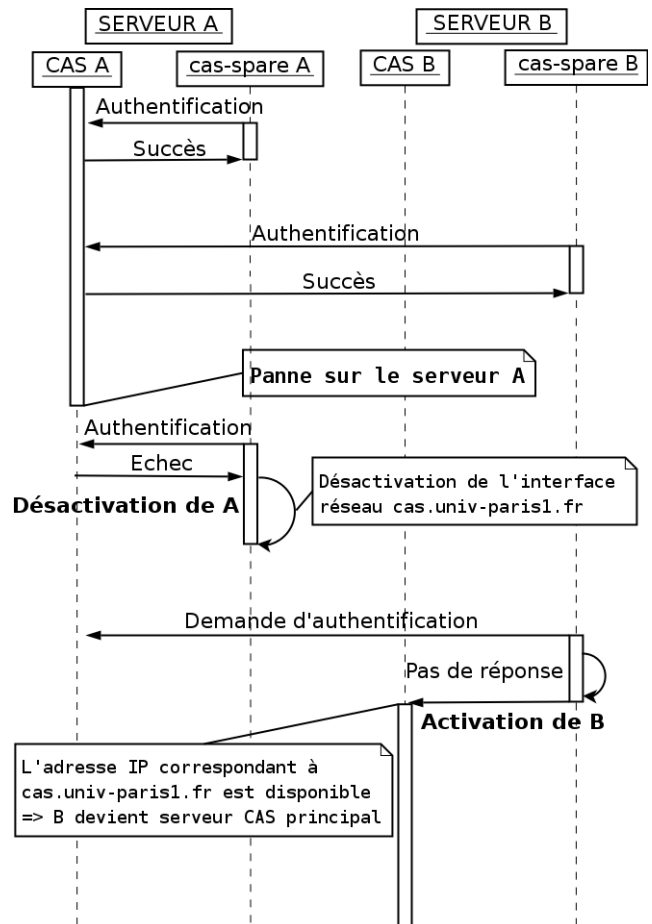 SERVEUR A
SERVEUR B
CAS A
cas-spare A
CAS B
cas-spare B
Authentification
Succès
Authentification
Succès
Panne sur le serveur A
Authentification
Echec
Désactivation de A
Désactivation de l'interface
réseau cas.univ-paris1.fr
Demande d'authentification
Pas de réponse
Activation de B
L'adresse IP correspondant à
cas.univ-paris1.fr est disponible
=> B devient serveur CAS principal